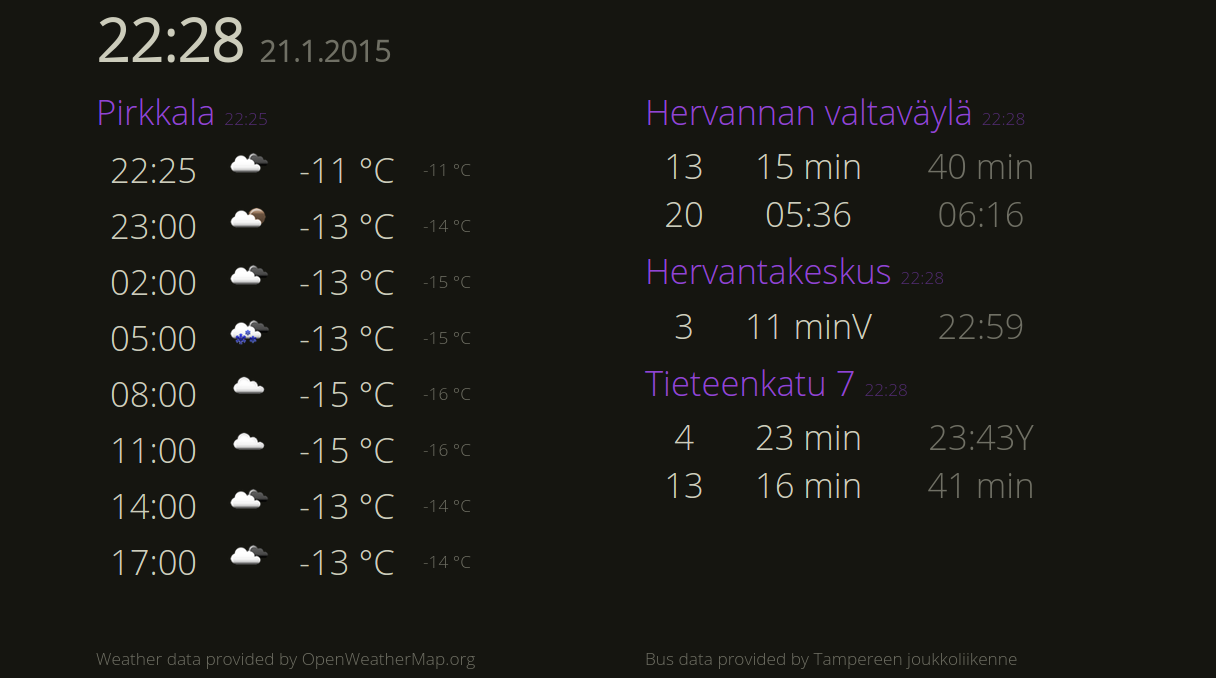 22:28 21.1.2015
Pirkkala 22:25
22:25 -11 °C -11 °C
23:00 -13 °C -14 °C
02:00 -13 °C -15 °C
05:00 -13 °C -15 °C
08:00 -15 °C -16 °C
11:00 -15 °C -16 °C
14:00 -13 °C -14 °C
17:00 -13 °C -14 °C
Weather data provided by OpenWeatherMap.org
Hervannan valtaväylä 22:28
13 15 min 40 min
20 05:36 06:16
Hervantakeskus 22:28
3 11 minV 22:59
Tieteenkatu 7 22:28
4 23 min 23:43Y
13 16 min 41 min
Bus data provided by Tampereen joukkoliikenne